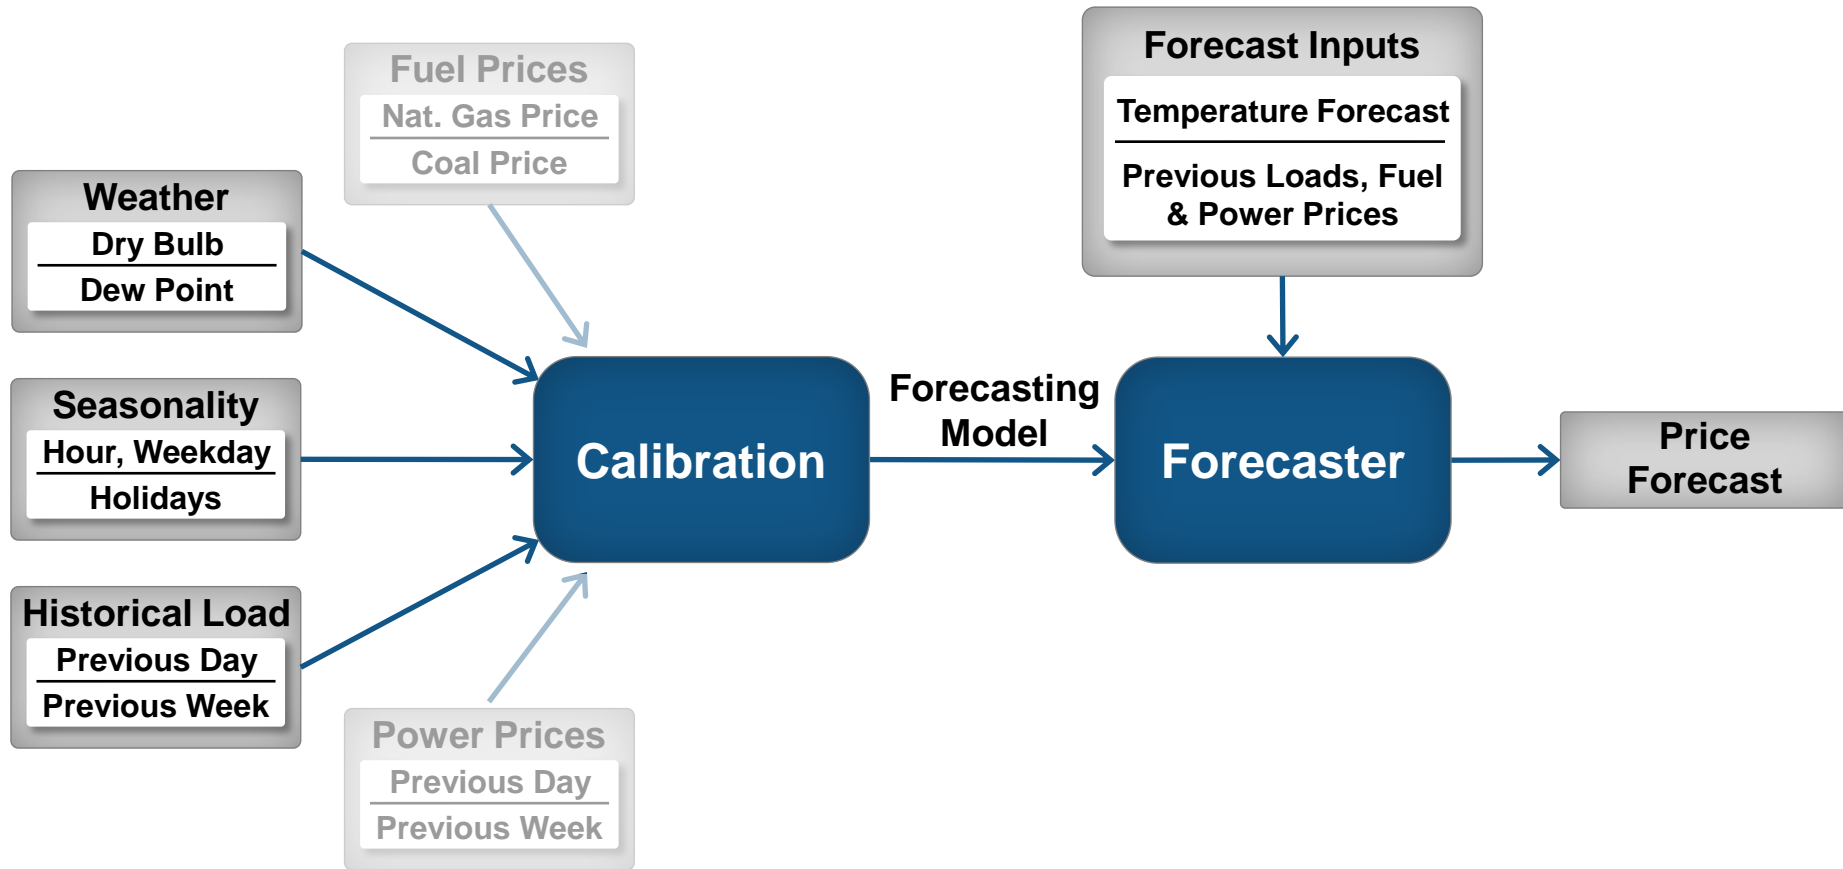 Fuel Prices
Nat. Gas Price
Coal Price
Weather
Dry Bulb
Dew Point
Seasonality
Hour, Weekday
Holidays
Historical Load
Previous Day
Previous Week
Power Prices
Previous Day
Previous Week
Calibration
Forecasting
Model
Forecast Inputs
Temperature Forecast
Previous Loads, Fuel
& Power Prices
Forecaster
Price
Forecast